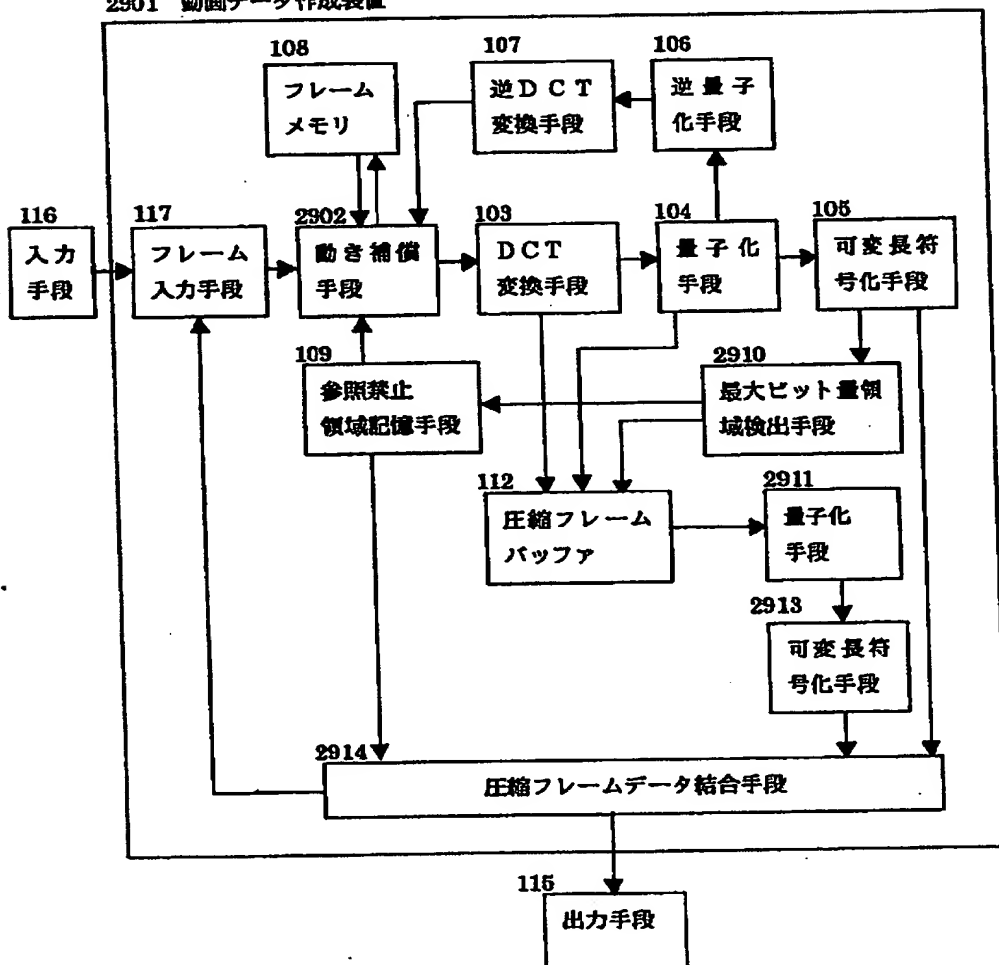 2901 動画データ作成装置
108
フレーム
メモリ
107
逆DCT
変換手段
106
逆量子
化手段
116
入力
手段
117
フレーム
入力手段
2902
動き補償
手段
103
DCT
変換手段
104
量子化
手段
105
可変長符
号化手段
109
参照禁止
領域記憶手段
2910
最大ビット量領
域検出手段
112
圧縮フレーム
バッファ
2911
量子化
手段
2913
可変長符
号化手段
2914
圧縮フレームデータ結合手段
115
出力手段